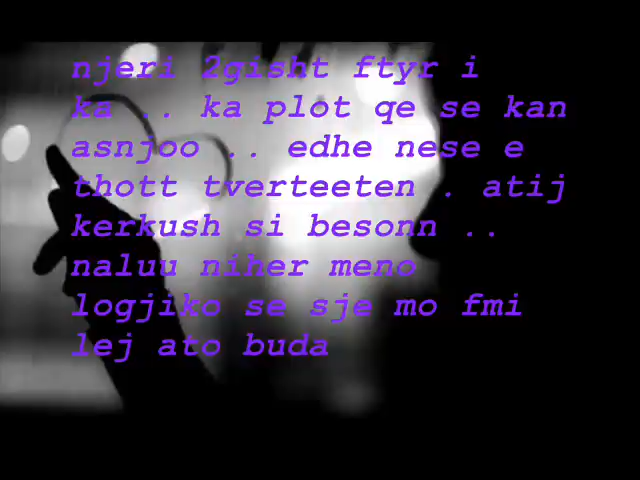 njeri 2gisht ftyr i
ka .. ka plot qe se kan
asnjoo .. edhe nese e
thott tverteeten . atij
kerkush si besonn ..
naluu niher meno
logjiko se sje mo fmi
lej ato buda